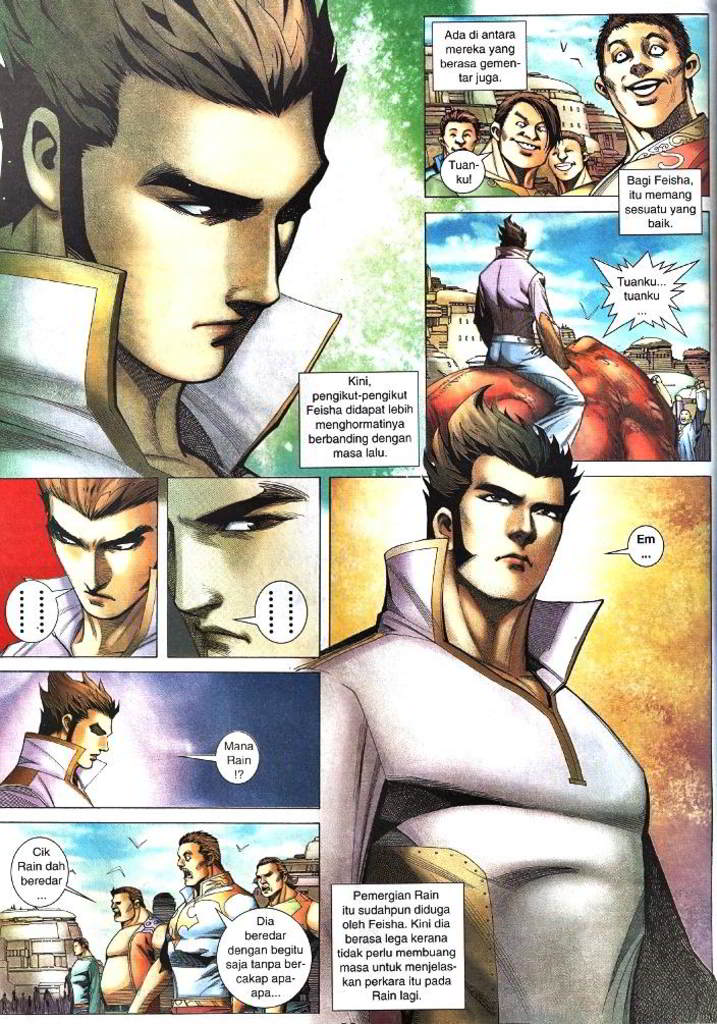 Ada di antara
mereka yang
berasa gemen-
tar juga.
Tuan-
ku!
Bagi Feisha,
itu memang
sesuatu yang
baik.
Tuanku...
tuanku
...
Kini,
pengikut-pengikut
Feisha didapat lebih
menghormatinya
berbanding dengan
masa lalu.
Em
...
Mana
Rain
!?
Cik
Rain dah
beredar
...
Dia
beredar
dengan begitu
saja tanpa ber-
cakap apa-
apa...
Pemergian Rain
itu sudahpun diduga
oleh Feisha. Kini dia
berasa lega kerana
tidak perlu membuang
masa untuk menjelas-
kan perkara itu pada
Rain lagi.